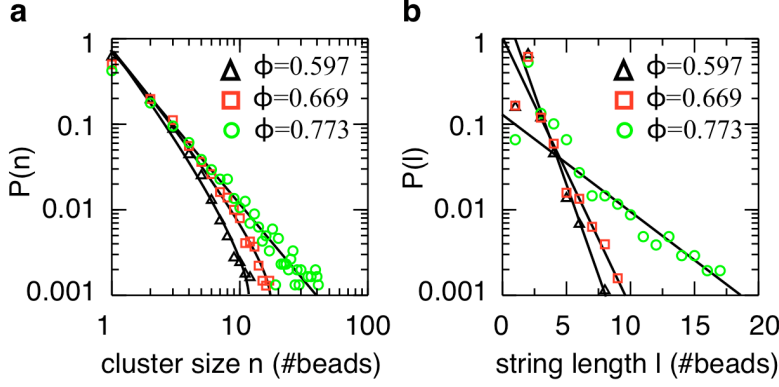 a
P(n)
1
0.1
0.01
0.001
1
10
100
cluster size n (#beads)
ϕ=0.597
ϕ=0.669
ϕ=0.773
b
P(l)
1
0.1
0.01
0.001
0
5
10
15
20
string length l (#beads)
ϕ=0.597
ϕ=0.669
ϕ=0.773